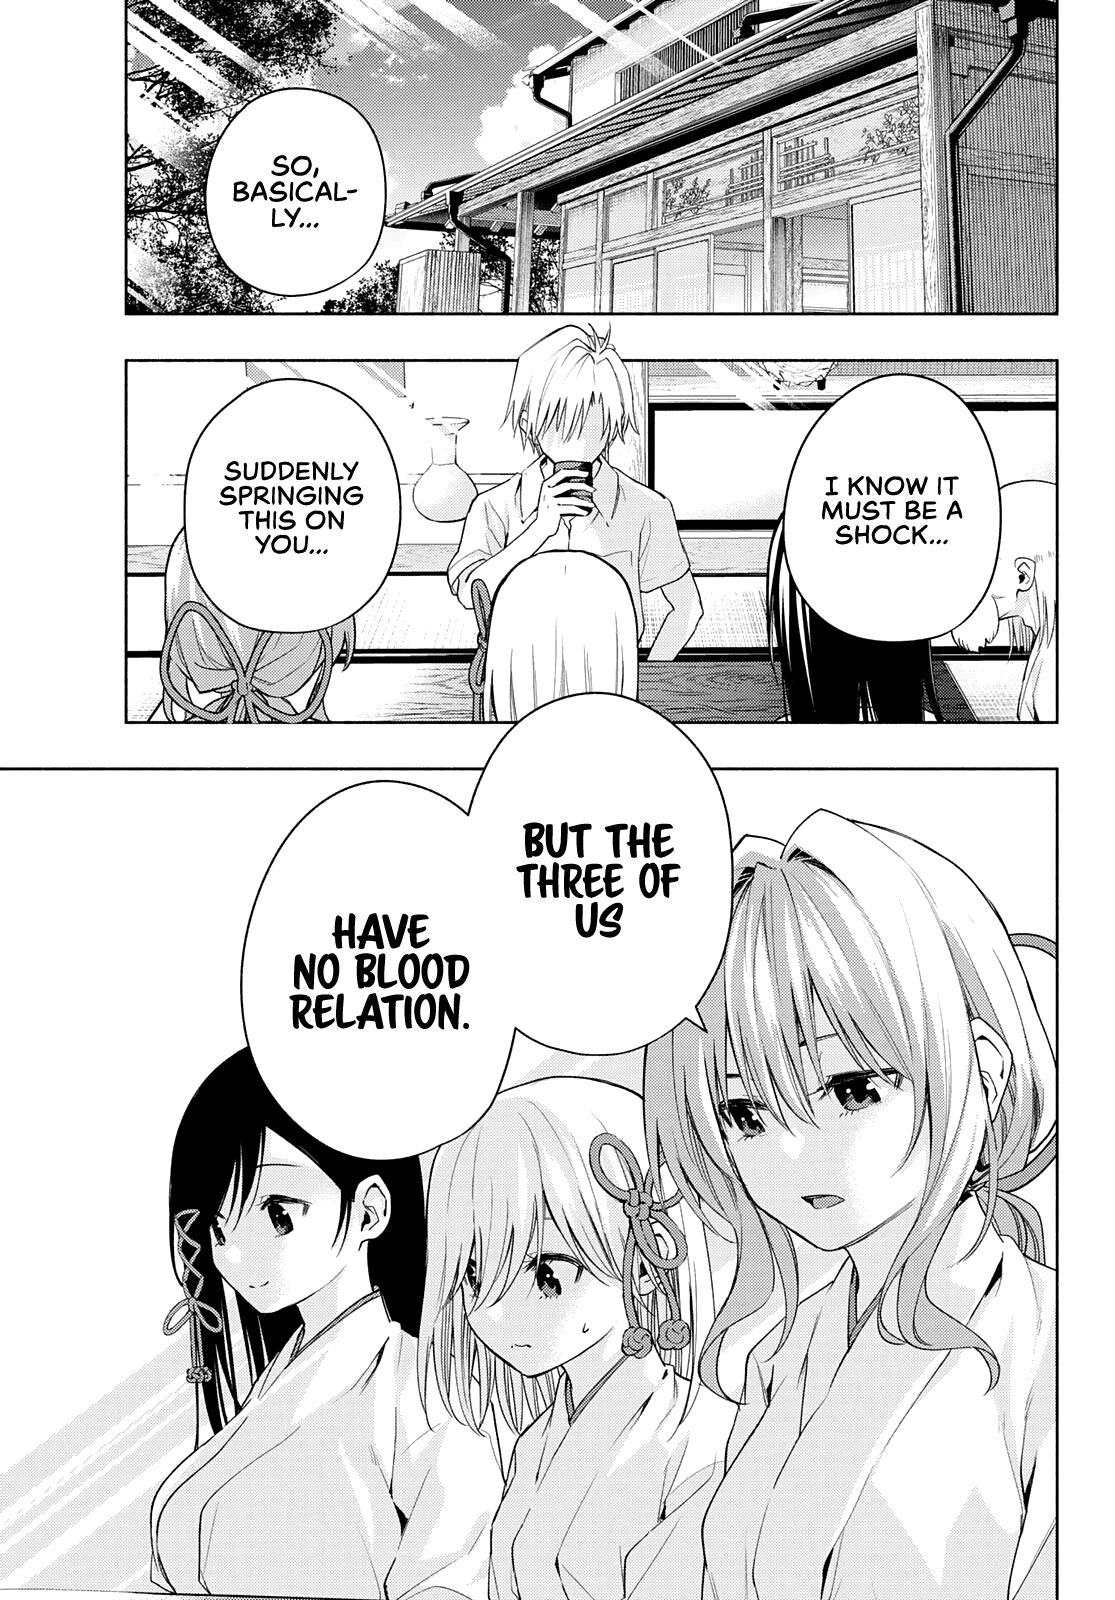 SO,
BASICAL-
LY...
I KNOW IT
MUST BE A
SHOCK...
SUDDENLY
SPRINGING
THIS ON
YOU...
BUT THE
THREE OF
US
HAVE
NO BLOOD
RELATION.